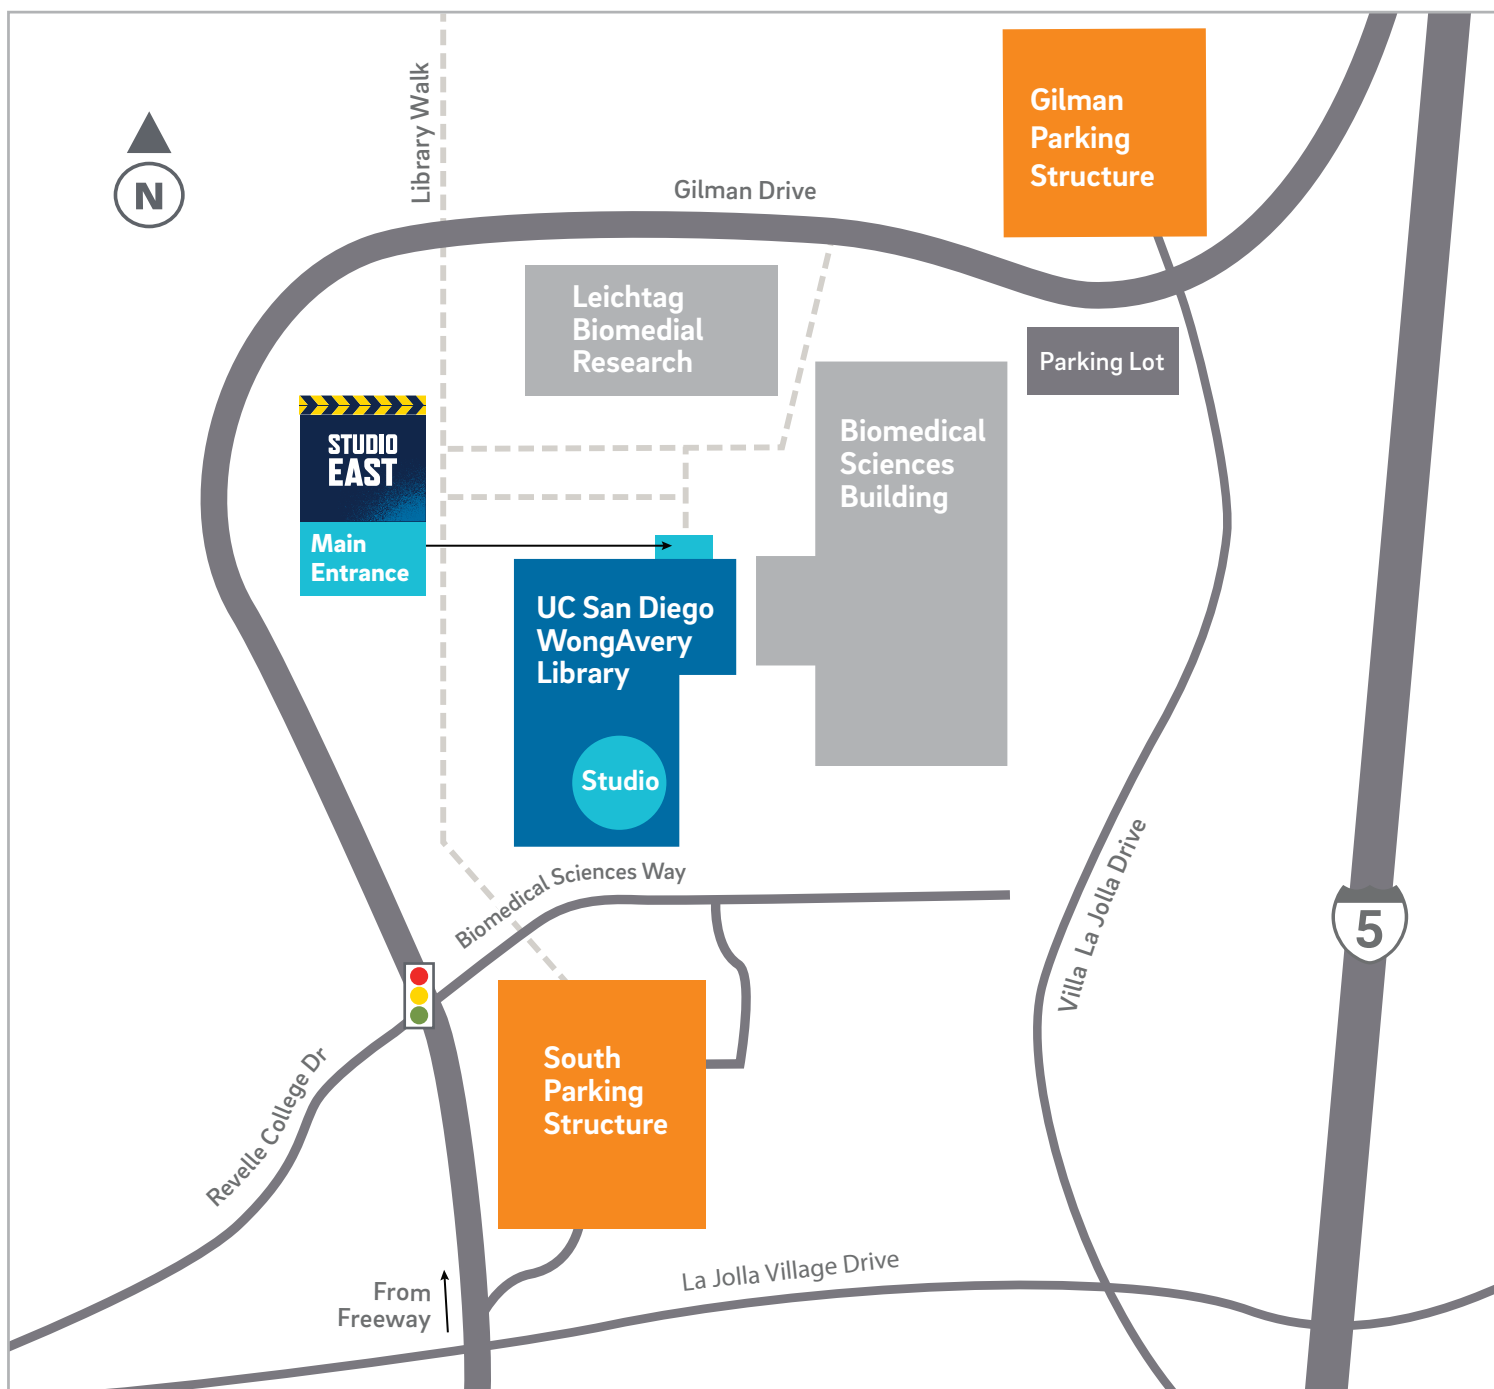 Library Walk
Gilman
Parking
Structure
N
Gilman Drive
Leichtag
Biomedial
Research
Parking Lot
STUDIO
EAST
Biomedical
Sciences
Building
Main
Entrance
UC San Diego
WongAvery
Library
Studio
Biomedical Sciences Way
Villa La Jolla Drive
5
South
Parking
Structure
Revelle College Dr
From
Freeway
La Jolla Village Drive